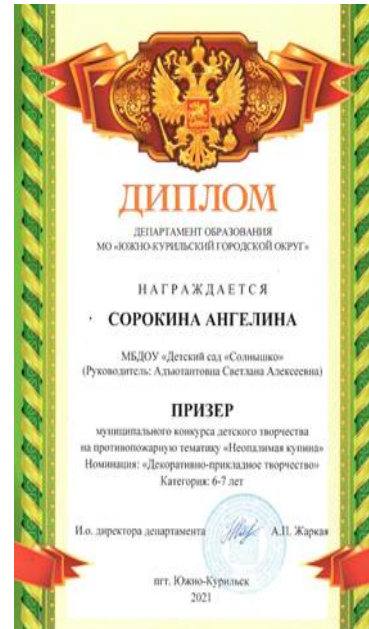 ДИПЛОМ
ДЕПАРТАМЕНТ ОБРАЗОВАНИЯ
МО «ЮЖНО-КУРИЛЬСКИЙ ГОРОДСКОЙ ОКРУГ»
НАГРАЖДАЕТСЯ
СОРОКИНА АНГЕЛИНА
МБДОУ «Детский сад «Солнышко»
(Руководитель: Адъютантовна Светлана Алексеевна)
ПРИЗЕР
муниципального конкурса детского творчества
на противопожарную тематику «Неопалимая купина»
Номинация: «Декоративно-прикладное творчество»
Категория: 6-7 лет
И.о. директора департамента А.П. Жаркая
пгт. Южно-Курильск
2021